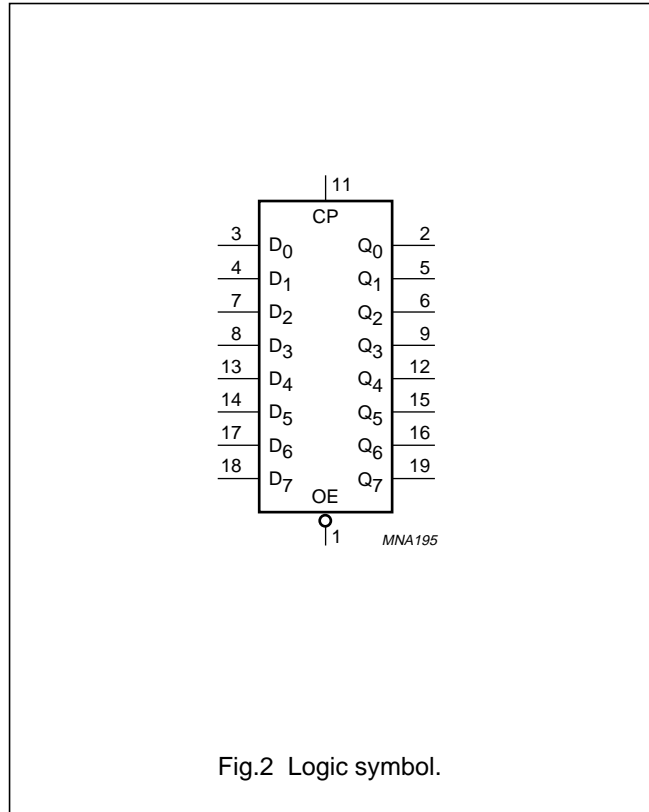 11
CP
3 D0 Q0 2
4 D1 Q1 5
7 D2 Q2 6
8 D3 Q3 9
13 D4 Q4 12
14 D5 Q5 15
17 D6 Q6 16
18 D7 Q7 19
OE
1
MNA195
Fig.2 Logic symbol.